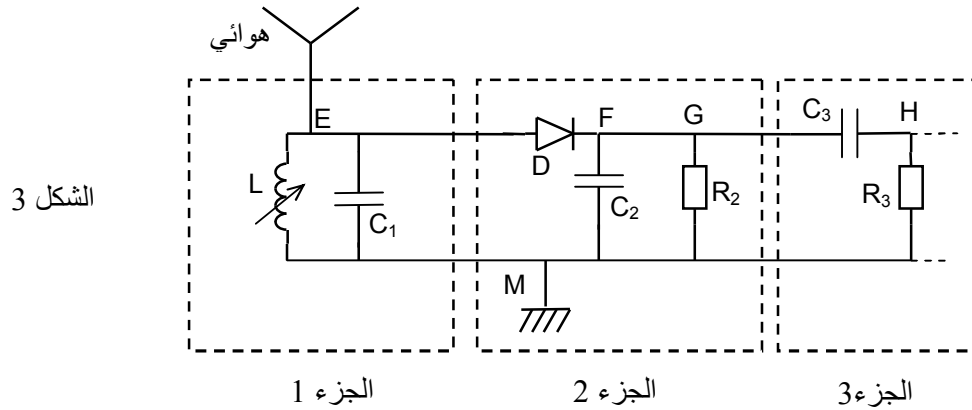 هوائي
E
F
G
C₃
H
D
L
C₁
C₂
R₂
R₃
الشكل 3
M
الجزء 1
الجزء 2
الجزء3